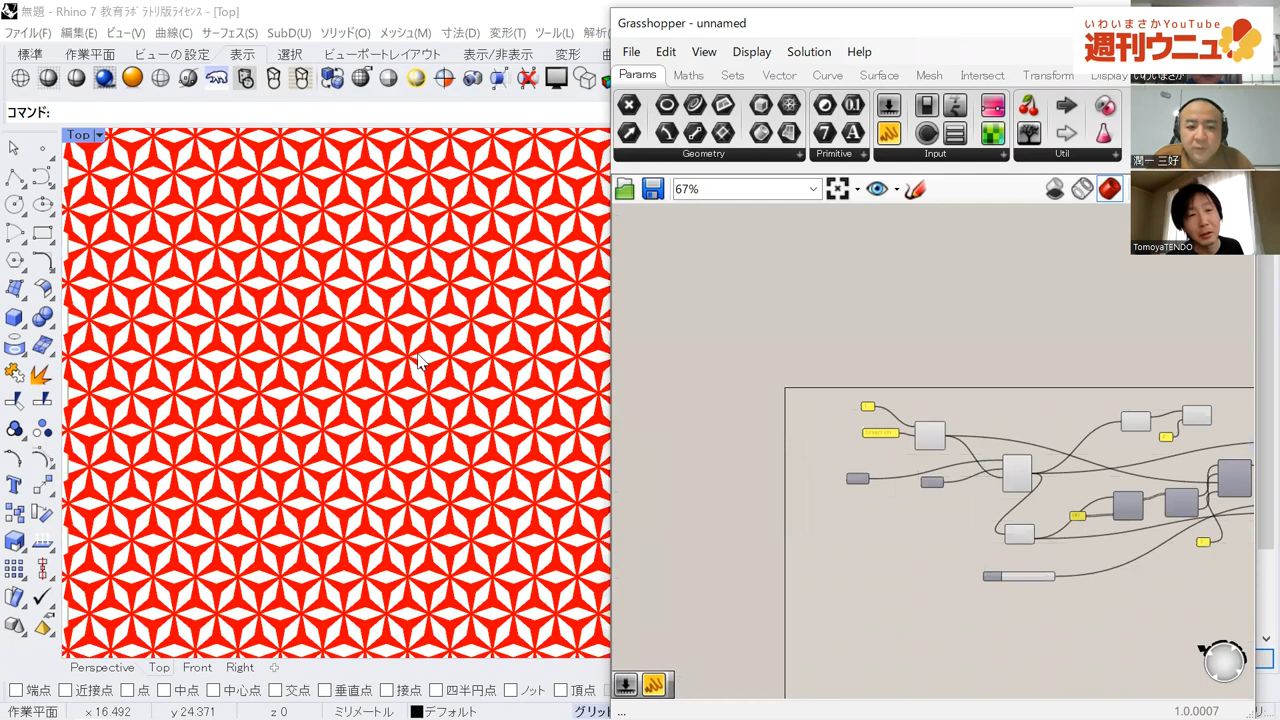 無題 - Rhino 7 教育ﾗﾎﾞﾗﾄﾘ版ﾗｲｾﾝｽ - [Top]
ファイル(F) 編集(E) ビュー(V) 曲線(C) サーフェス(S) SubD(U) ソリッド(O) メッシュ(M) 寸法(D) 変形(T) ツール(L) 解析(
標準 作業平面 ビューの設定 表示 選択 ビューポートレイアウト 表示/非表示 変形
コマンド:
Top
Perspective Top Front Right
端点 近接点 点 中点 中心点 交点 垂直点 接点 四半円点 ノット 頂点
作業平面 x 16.492 y 24.371 z 0 ミリメートル デフォルト グリッド
Grasshopper - unnamed
File Edit View Display Solution Help
Params Maths Sets Vector Curve Surface Mesh Intersect Transform Display
Geometry Primitive Input Util
67%
...
1.0.0007
いわいまさかYouTube
週刊ウニュ
いわいまさか
潤一 三好
TomoyaTENDO